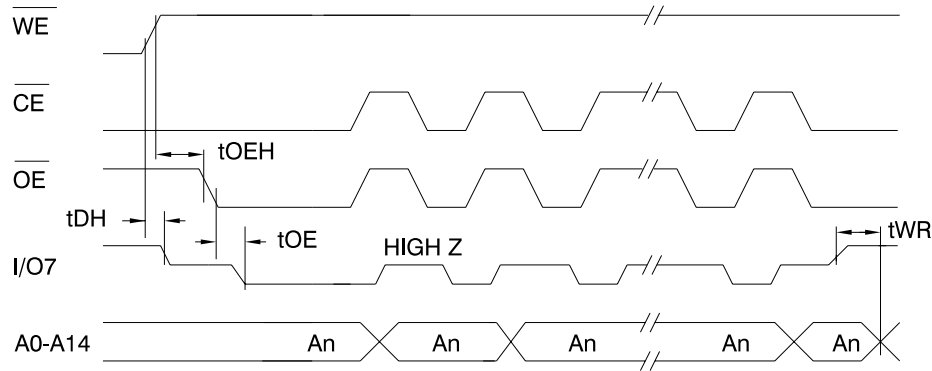 WE
CE
tOEH
OE
tDH
tOE
HIGH Z
tWR
I/O7
A0-A14
An
An
An
An
An